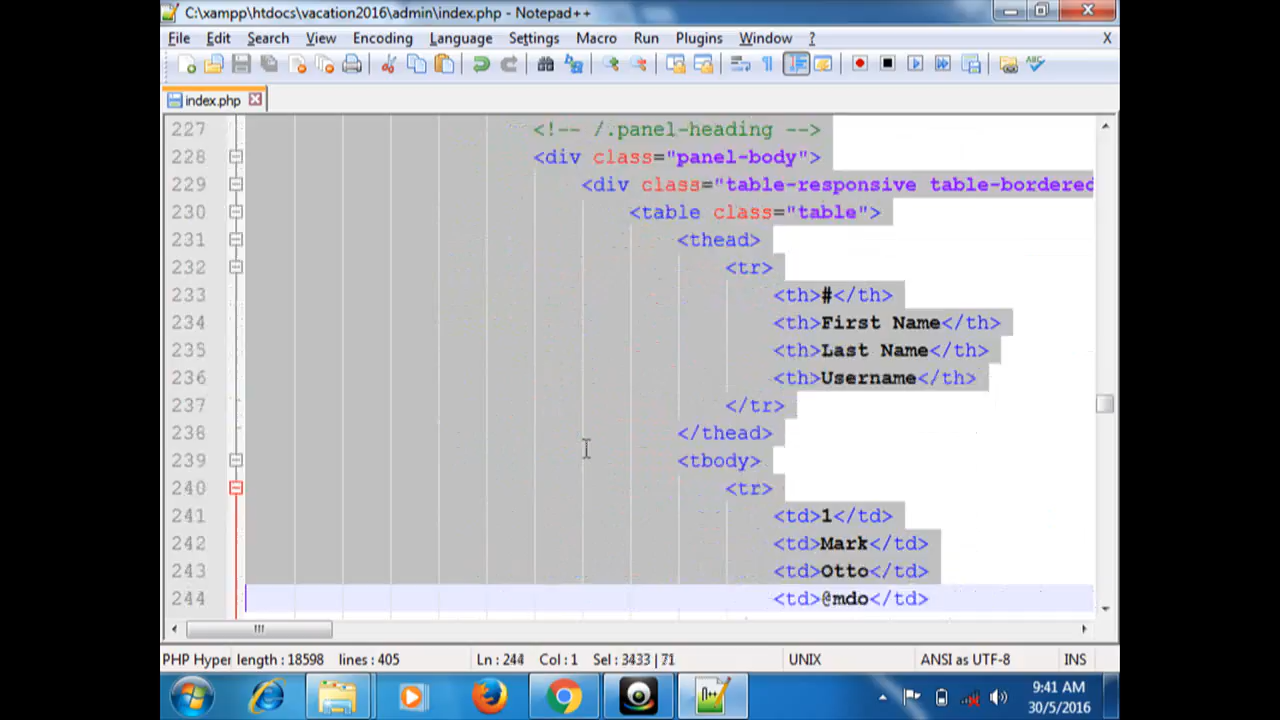 C:\xampp\htdocs\vacation2016\admin\index.php - Notepad++
File Edit Search View Encoding Language Settings Macro Run Plugins Window ? X
index.php
227 <!-- /.panel-heading -->
228 <div class="panel-body">
229 <div class="table-responsive table-bordered
230 <table class="table">
231 <thead>
232 <tr>
233 <th>#</th>
234 <th>First Name</th>
235 <th>Last Name</th>
236 <th>Username</th>
237 </tr>
238 </thead>
239 <tbody>
240 <tr>
241 <td>1</td>
242 <td>Mark</td>
243 <td>Otto</td>
244 <td>@mdo</td>
PHP Hyper length : 18598 lines : 405 Ln : 244 Col : 1 Sel : 3433 | 71 UNIX ANSI as UTF-8 INS
9:41 AM
30/5/2016